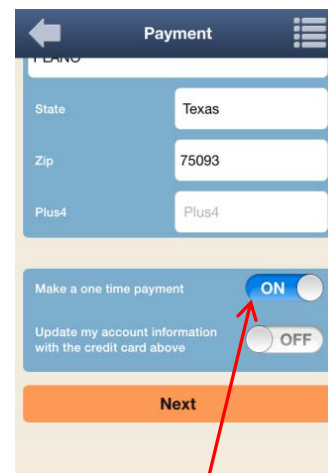 Payment
PLANO
State Texas
Zip 75093
Plus4 Plus4
Make a one time payment ON
Update my account information
with the credit card above OFF
Next